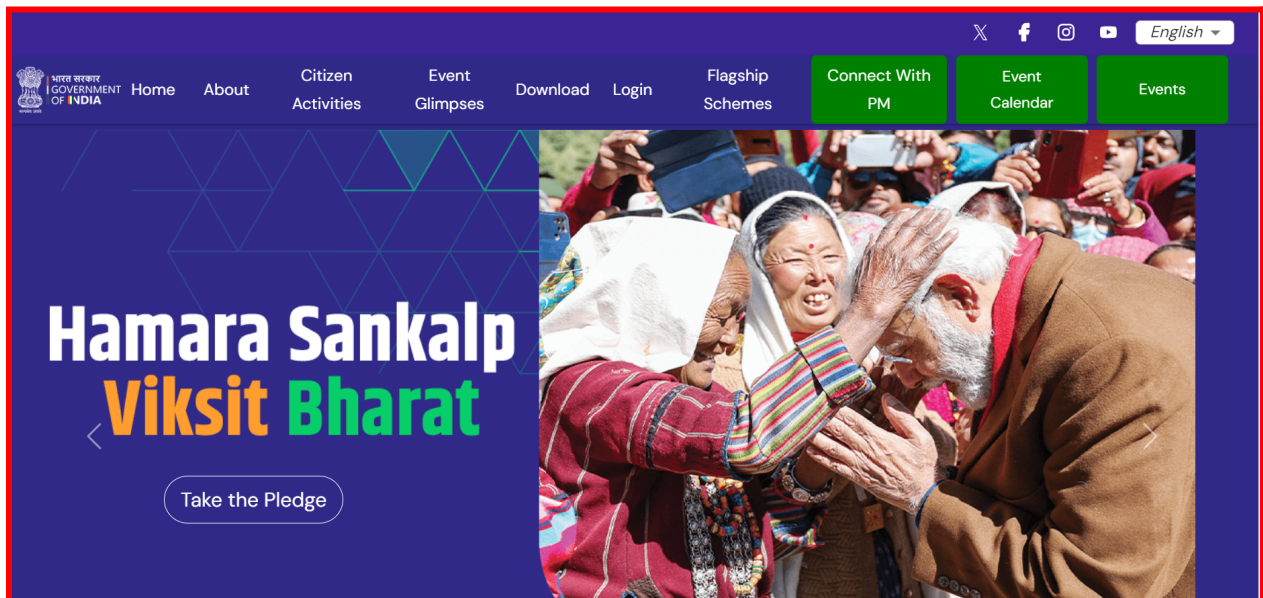 English
भारत सरकार
GOVERNMENT
OF INDIA
Home
About
Citizen
Activities
Event
Glimpses
Download
Login
Flagship
Schemes
Connect With
PM
Event
Calendar
Events
Hamara Sankalp
Viksit Bharat
Take the Pledge